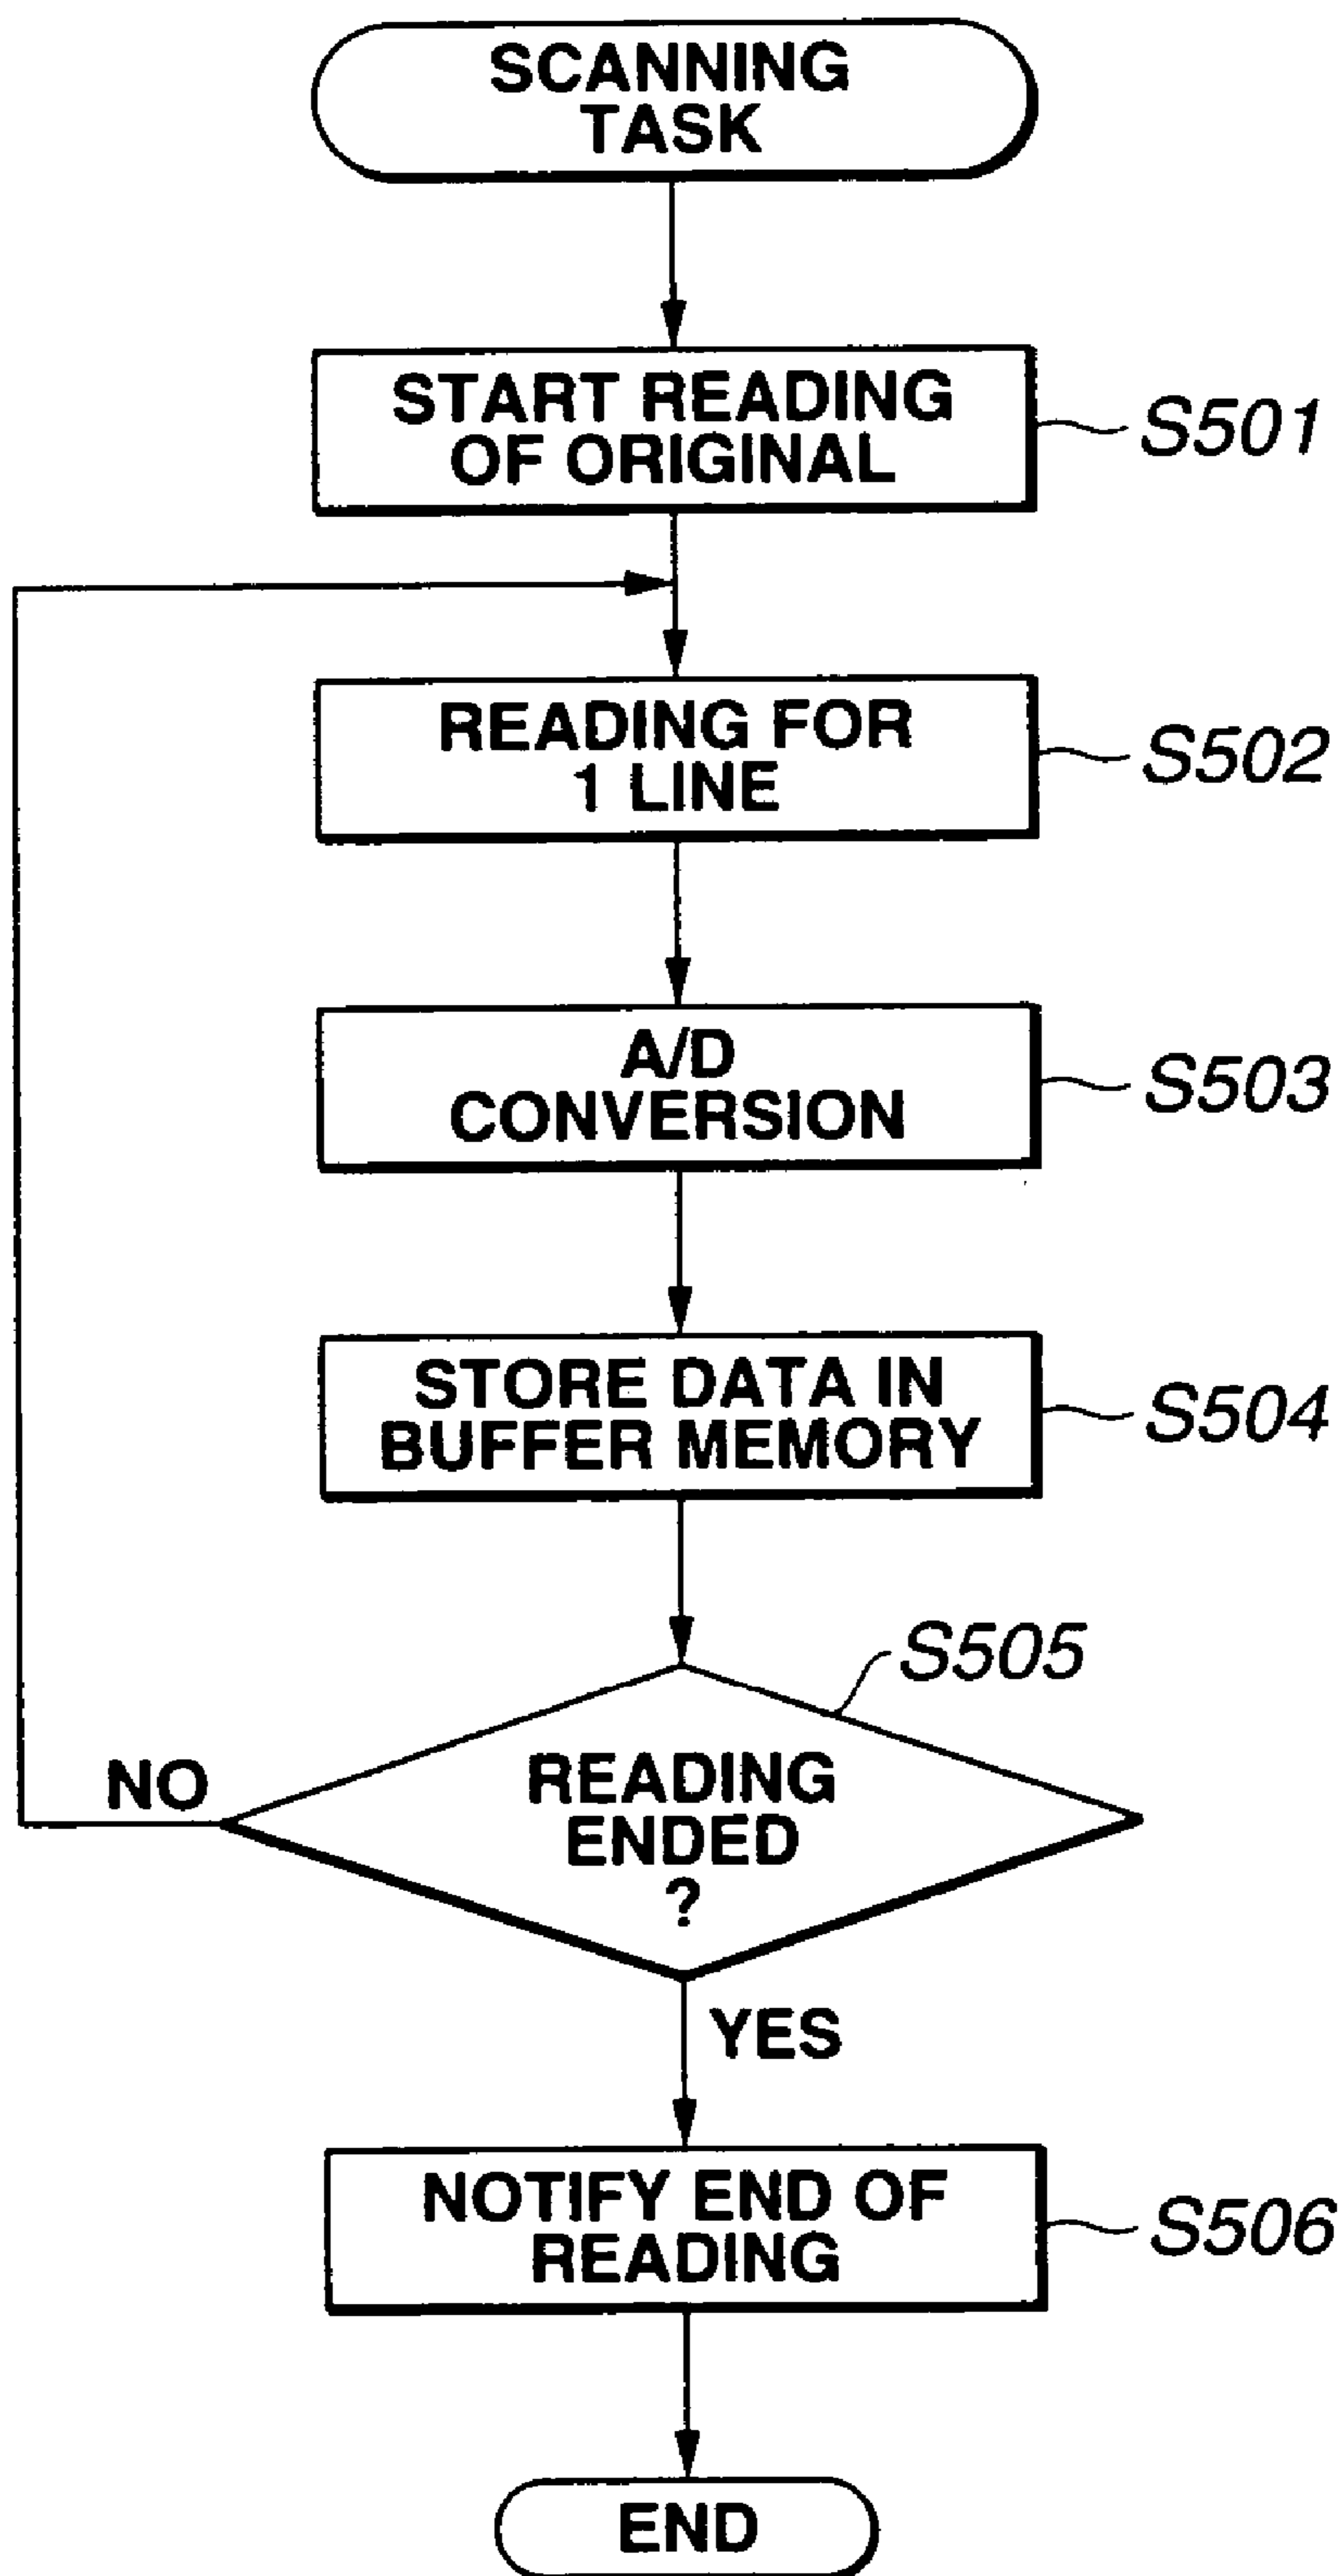 SCANNING
TASK
START READING
OF ORIGINAL
S501
READING FOR
1 LINE
S502
A/D
CONVERSION
S503
STORE DATA IN
BUFFER MEMORY
S504
S505
READING
ENDED
?
NO
YES
NOTIFY END OF
READING
S506
END